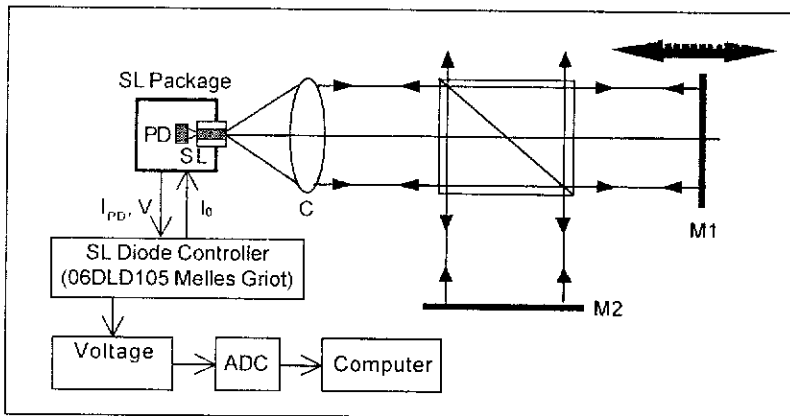 SL Package
PD
SL
C
M1
M2
I_PD, V
I_0
SL Diode Controller
(06DLD105 Melles Griot)
Voltage
ADC
Computer